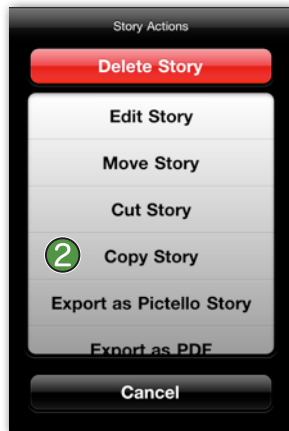 Story Actions
Delete Story
Edit Story
Move Story
Cut Story
2 Copy Story
Export as Pictello Story
Export as PDF
Cancel